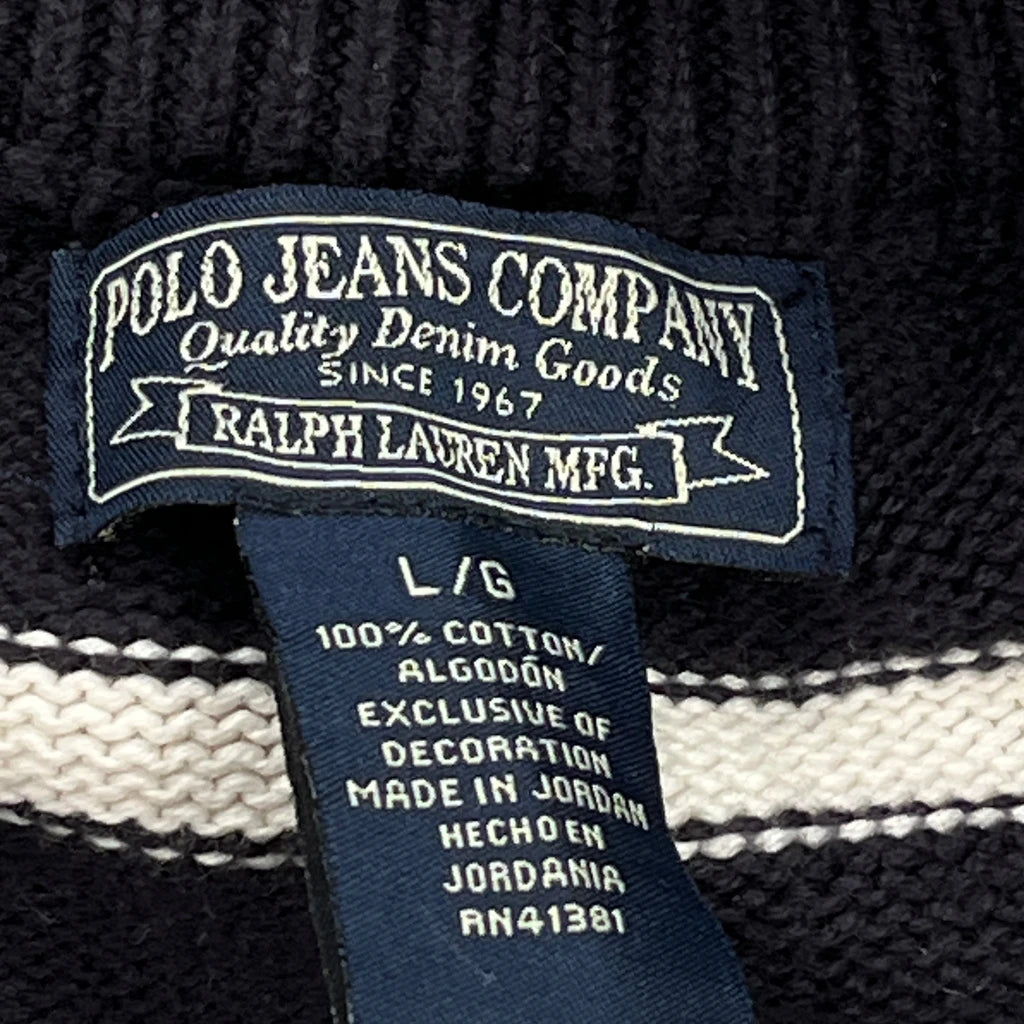 POLO JEANS COMPANY
Quality Denim Goods
SINCE 1967
RALPH LAUREN MFG.
L/G
100% COTTON/
ALGODÓN
EXCLUSIVE OF
DECORATION
MADE IN JORDAN
HECHO EN
JORDANIA
RN41381